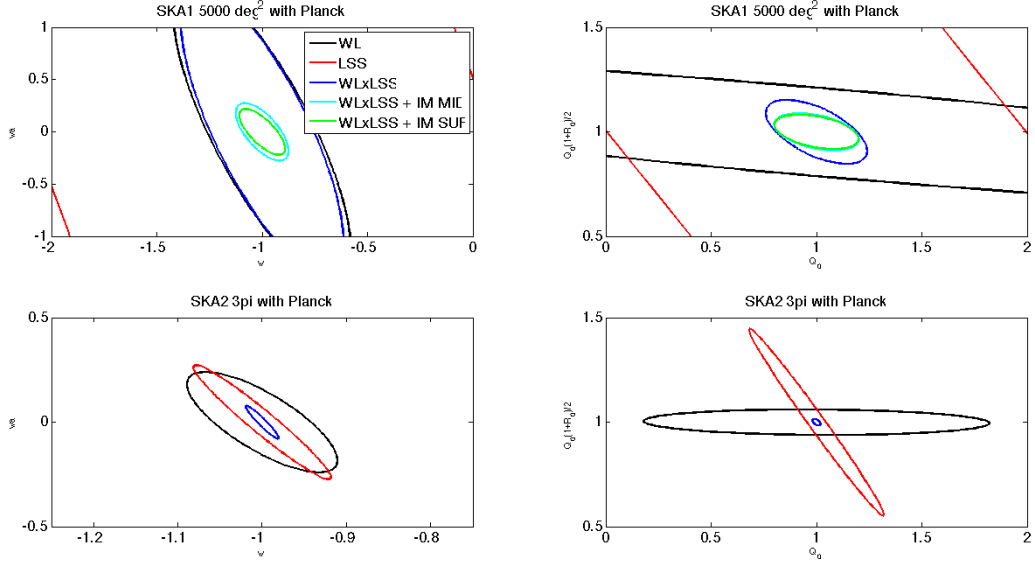 SKA1 5000 deg²with Planck
1
0.5
0
-0.5
-1
-2
-1.5
-1
-0.5
0
w
wa
WL
LSS
WLxLSS
WLxLSS + IM MID
WLxLSS + IM SUR
SKA1 5000 deg² with Planck
1.5
1
0.5
0
0.5
1
1.5
2
Q₀
Q₀(1+R₀)/2
SKA2 3pi with Planck
0.5
0
-0.5
-1.2
-1.1
-1
-0.9
-0.8
w
wa
SKA2 3pi with Planck
1.5
1
0.5
0
0.5
1
1.5
2
Q₀
Q₀(1+R₀)/2